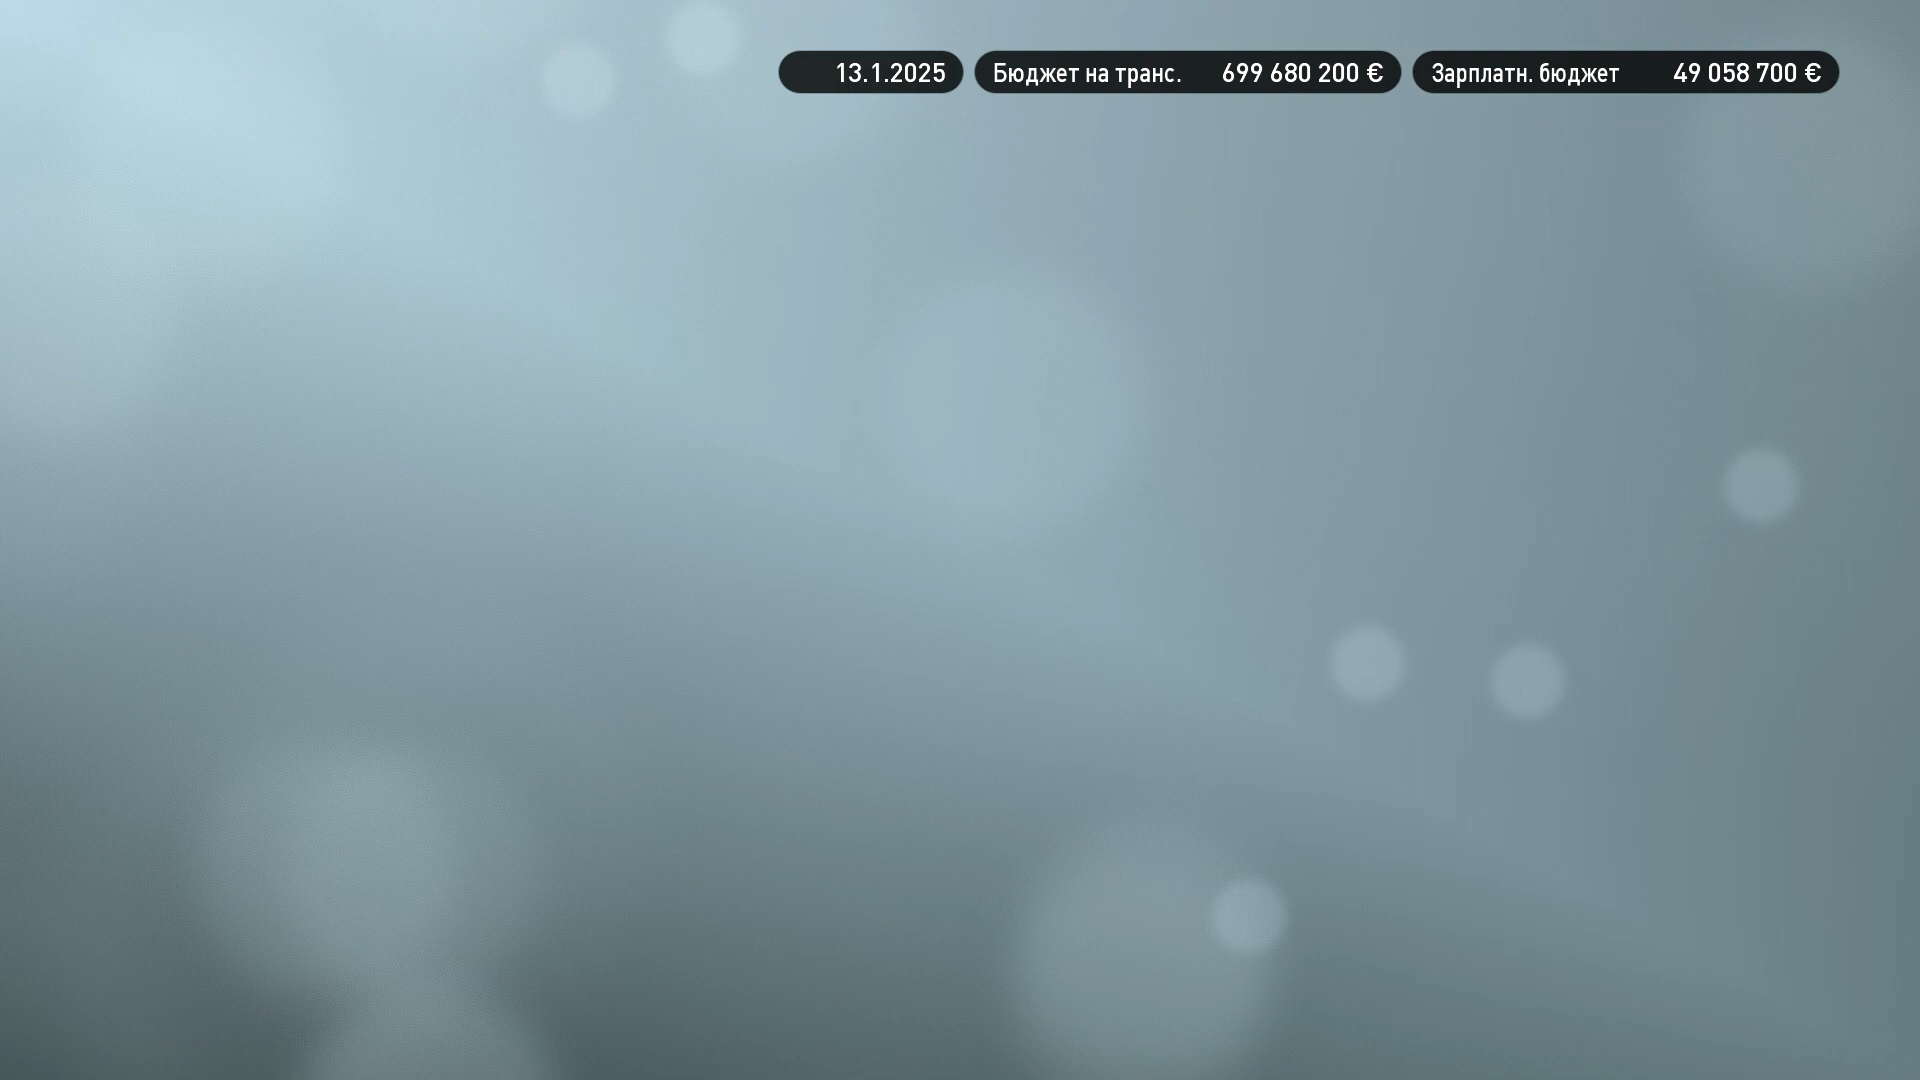 13.1.2025 Бюджет на транс. 699 680 200 € Зарплатн. бюджет 49 058 700 €